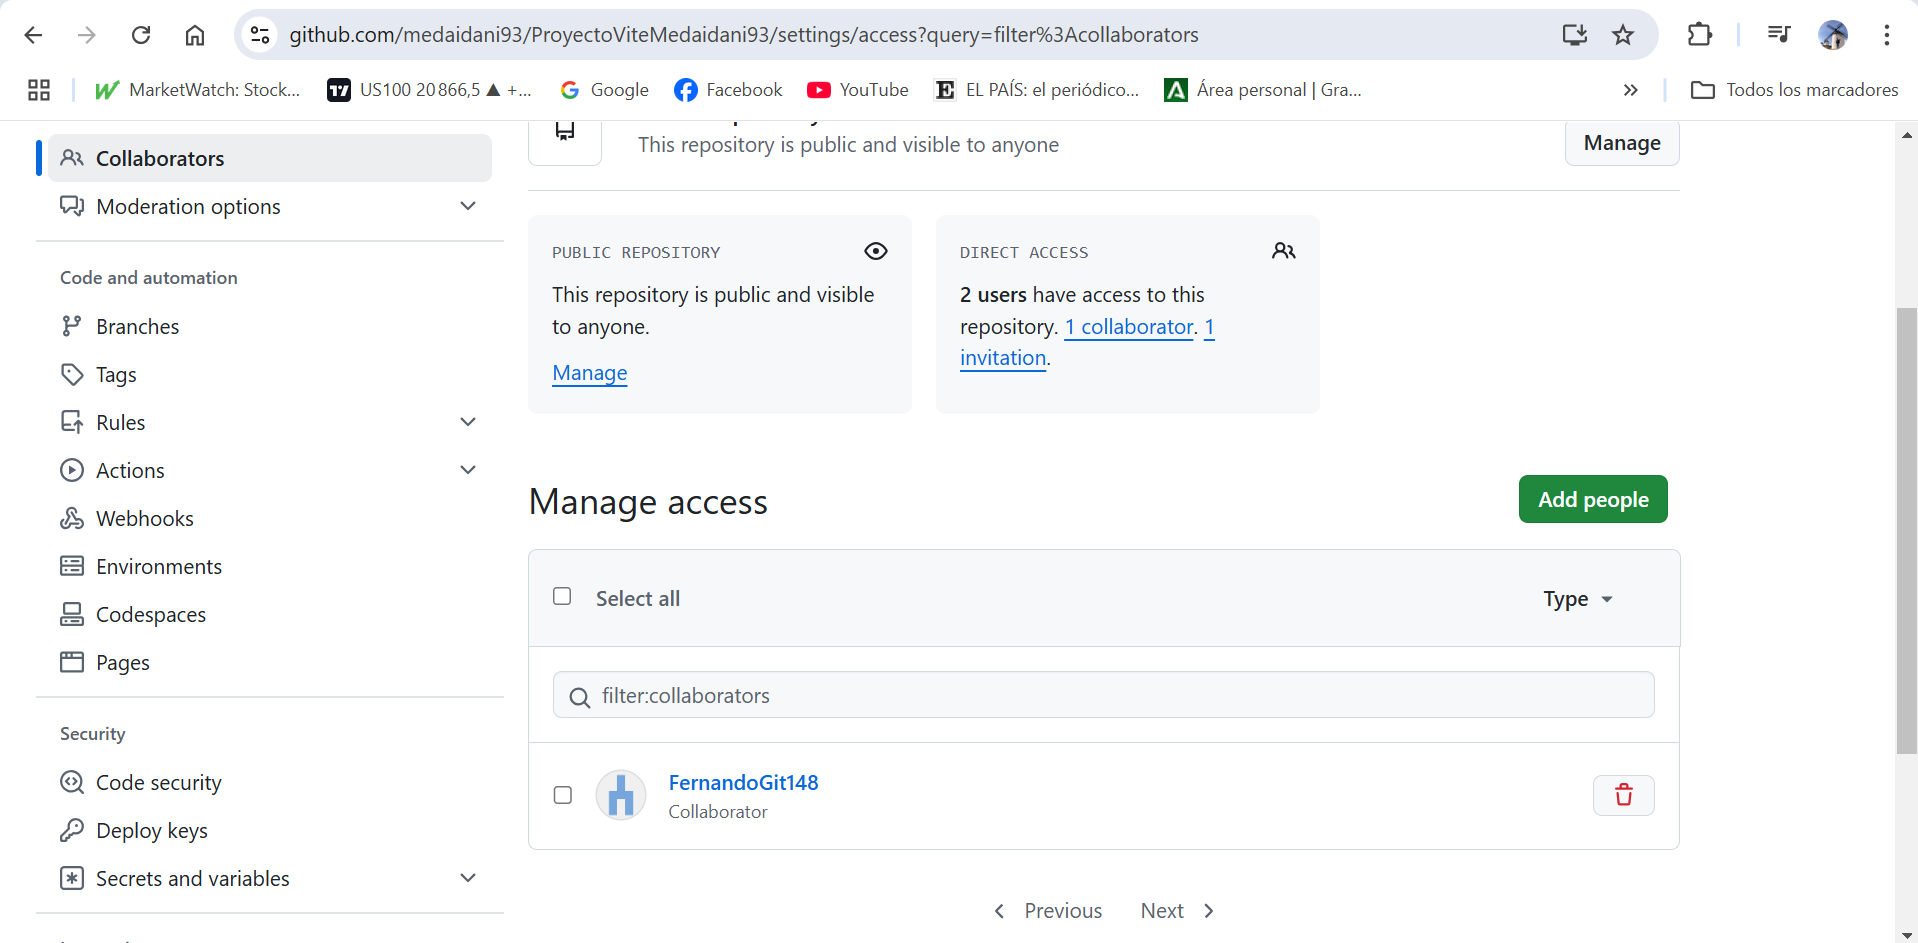 github.com/medaidani93/ProyectoViteMedaidani93/settings/access?query=filter%3Acollaborators
MarketWatch: Stock...
US100 20 866,5 ▲ +...
Google
Facebook
YouTube
EL PAÍS: el periódico...
Área personal | Gra...
»
Todos los marcadores
Collaborators
Moderation options
Code and automation
Branches
Tags
Rules
Actions
Webhooks
Environments
Codespaces
Pages
Security
Code security
Deploy keys
Secrets and variables
This repository is public and visible to anyone
Manage
PUBLIC REPOSITORY
This repository is public and visible
to anyone.
Manage
DIRECT ACCESS
2 users have access to this
repository. 1 collaborator. 1
invitation.
Manage access
Add people
Select all
Type
filter:collaborators
FernandoGit148
Collaborator
Previous
Next